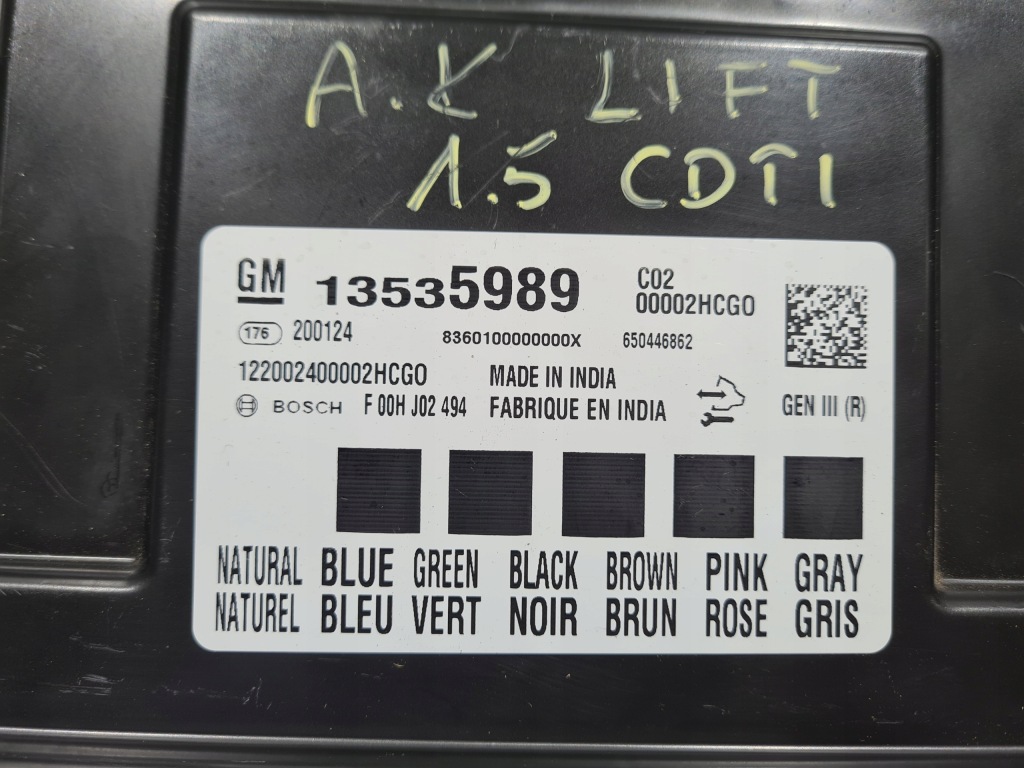 A.K LIFT
1.5 CDTI
GM 13535989 C02
00002HCGO
176 200124 8360100000000X 650446862
122002400002HCGO MADE IN INDIA
BOSCH F 00H J02 494 FABRIQUE EN INDIA GEN III (R)
NATURAL BLUE GREEN BLACK BROWN PINK GRAY
NATUREL BLEU VERT NOIR BRUN ROSE GRIS